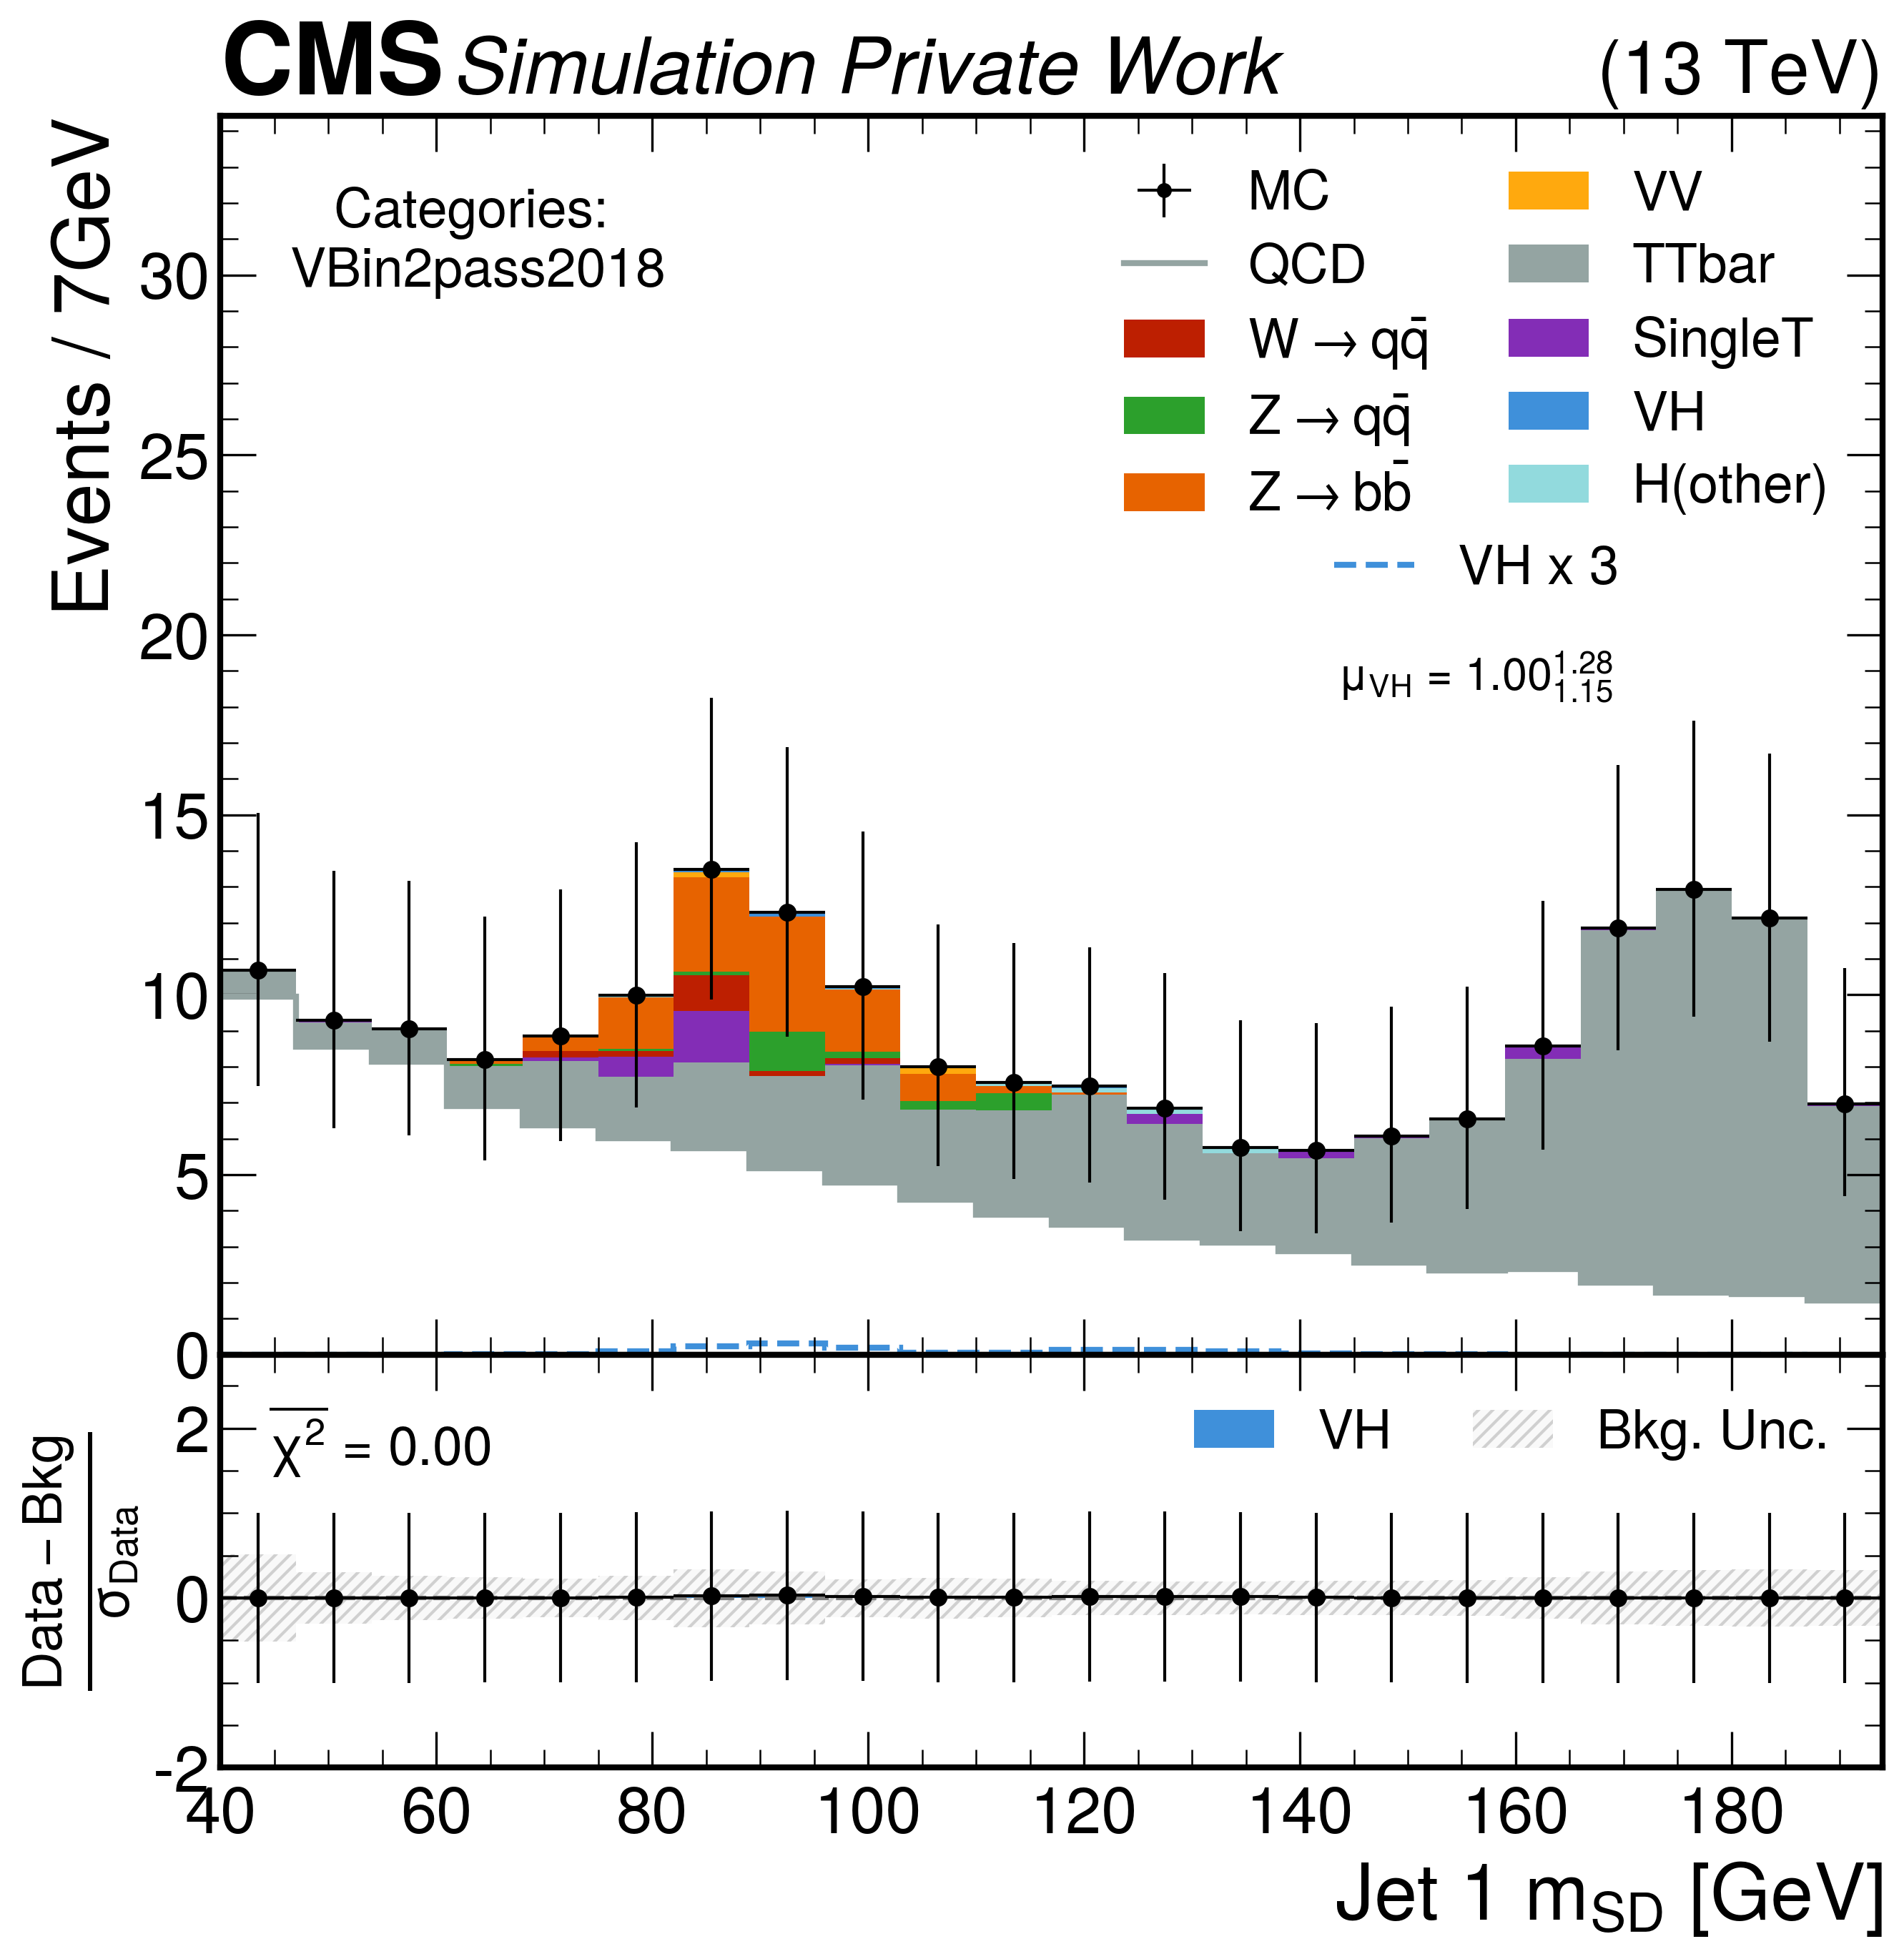 CMS Simulation Private Work (13 TeV)
Events / 7GeV
Categories:
VBin2pass2018
MC
QCD
W → qq̄
Z → qq̄
Z → bb̄
VV
TTbar
SingleT
VH
H(other)
VH x 3
μ_VH = 1.00^1.28_1.15
30
25
20
15
10
5
0
Data − Bkg
σ_Data
χ̅²̅ = 0.00
VH
Bkg. Unc.
2
0
-2
40 60 80 100 120 140 160 180
Jet 1 m_SD [GeV]